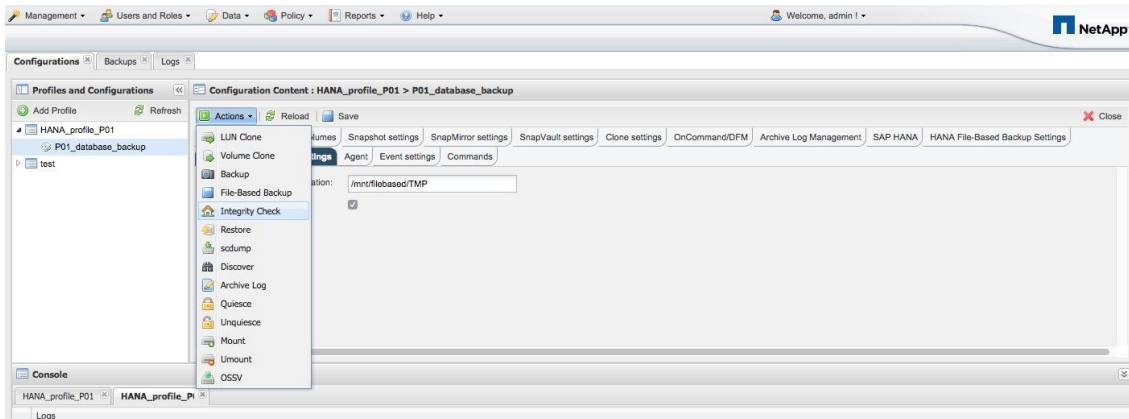 Management Users and Roles Data Policy Reports Help Welcome, admin !
NetApp
Configurations Backups Logs
Profiles and Configurations Configuration Content : HANA_profile_P01 > P01_database_backup
Add Profile Refresh Actions Reload Save Close
HANA_profile_P01
P01_database_backup
test
LUN Clone
Volume Clone
Backup
File-Based Backup
Integrity Check
Restore
scdump
Discover
Archive Log
Quiesce
Unquiesce
Mount
Umount
OSSV
Snapshot settings SnapMirror settings SnapVault settings Clone settings OnCommand/DFM Archive Log Management SAP HANA HANA File-Based Backup Settings
Agent Event settings Commands
/mnt/filebased/TMP
Console
HANA_profile_P01
Logs